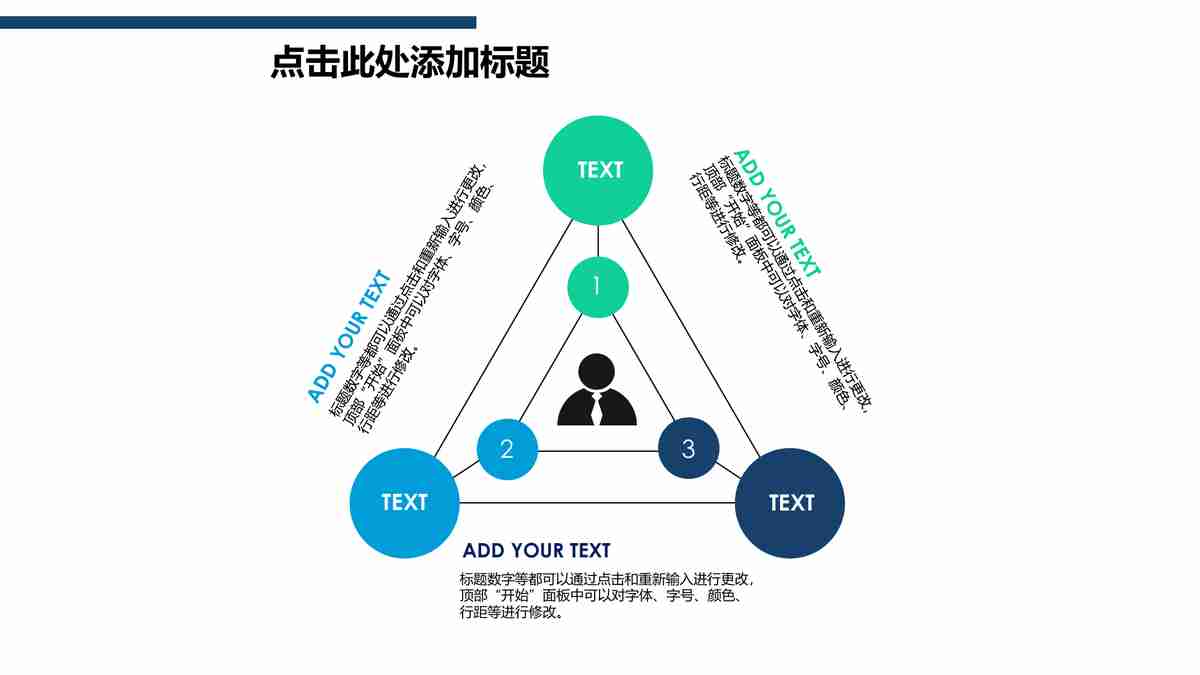 点击此处添加标题
TEXT
1
ADD YOUR TEXT
标题数字等都可以通过点击和重新输入进行更改,
顶部“开始”面板中可以对字体、字号、颜色、
行距等进行修改。
ADD YOUR TEXT
标题数字等都可以通过点击和重新输入进行更改,
顶部“开始”面板中可以对字体、字号、颜色、
行距等进行修改。
2
3
TEXT
TEXT
ADD YOUR TEXT
标题数字等都可以通过点击和重新输入进行更改,
顶部“开始”面板中可以对字体、字号、颜色、
行距等进行修改。